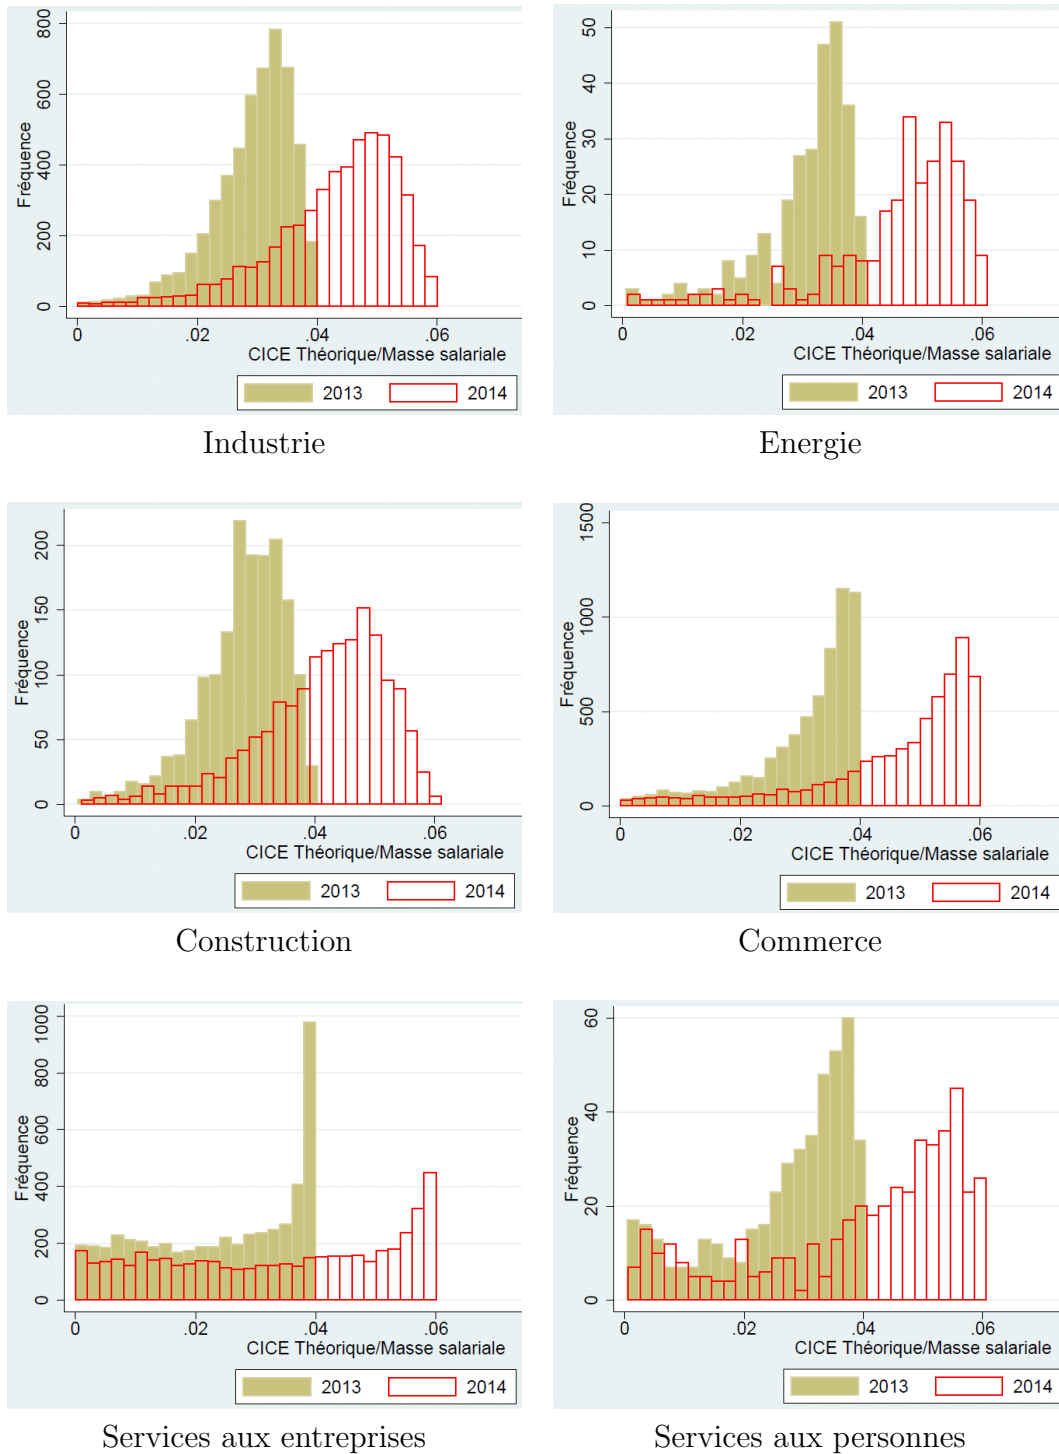 800
600
400
200
0
Fréquence
0 .02 .04 .06
CICE Théorique/Masse salariale
2013 2014
Industrie
50
40
30
20
10
0
Fréquence
0 .02 .04 .06
CICE Théorique/Masse salariale
2013 2014
Energie
200
150
100
50
0
Fréquence
0 .02 .04 .06
CICE Théorique/Masse salariale
2013 2014
Construction
1500
1000
500
0
Fréquence
0 .02 .04 .06
CICE Théorique/Masse salariale
2013 2014
Commerce
1000
800
600
400
200
0
Fréquence
0 .02 .04 .06
CICE Théorique/Masse salariale
2013 2014
Services aux entreprises
60
40
20
0
Fréquence
0 .02 .04 .06
CICE Théorique/Masse salariale
2013 2014
Services aux personnes